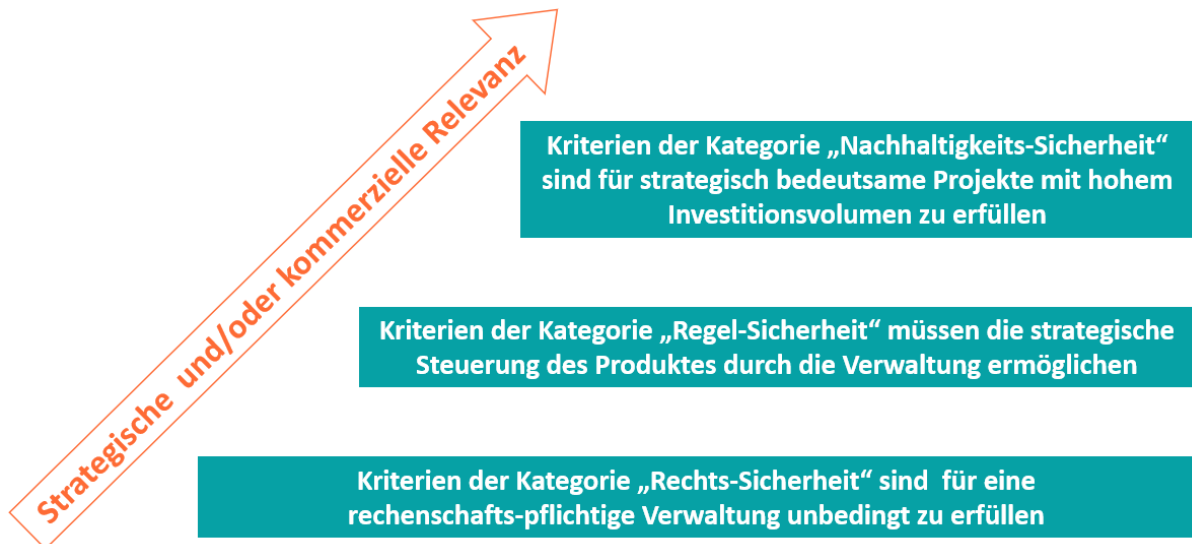 Strategische und/oder kommerzielle Relevanz
Kriterien der Kategorie „Nachhaltigkeits-Sicherheit“
sind für strategisch bedeutsame Projekte mit hohem
Investitionsvolumen zu erfüllen
Kriterien der Kategorie „Regel-Sicherheit“ müssen die strategische
Steuerung des Produktes durch die Verwaltung ermöglichen
Kriterien der Kategorie „Rechts-Sicherheit“ sind für eine
rechenschafts-pflichtige Verwaltung unbedingt zu erfüllen